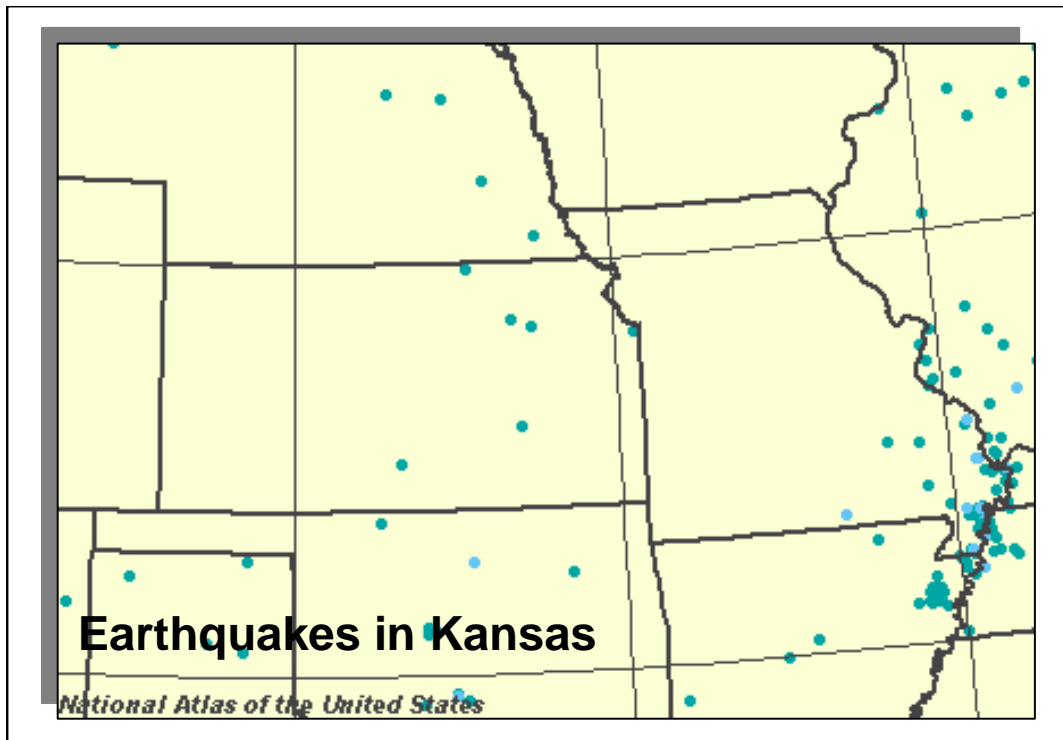 Earthquakes in Kansas
National Atlas of the United States